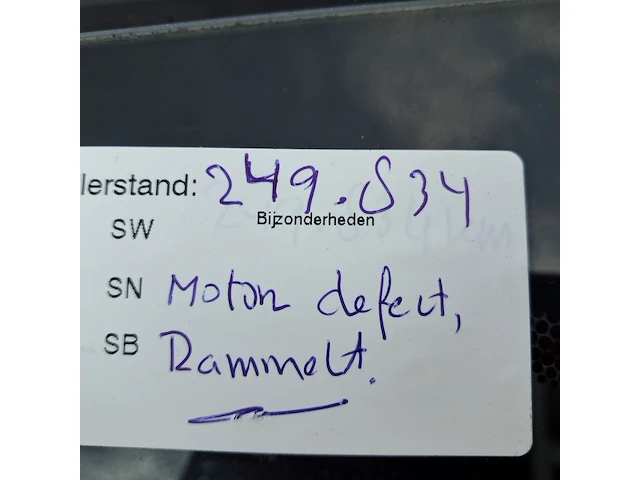 lerstand: 249.834
Bijzonderheden
SW
SN Moton defect,
SB Rammelt.